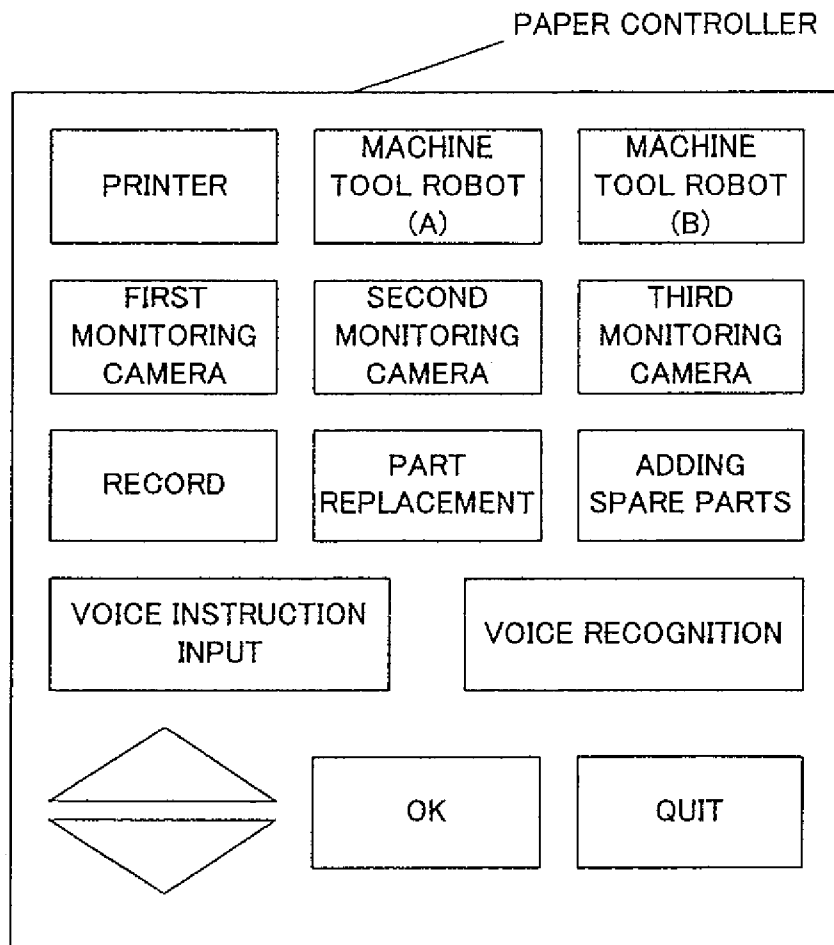 PAPER CONTROLLER
PRINTER
MACHINE
TOOL ROBOT
(A)
MACHINE
TOOL ROBOT
(B)
FIRST
MONITORING
CAMERA
SECOND
MONITORING
CAMERA
THIRD
MONITORING
CAMERA
RECORD
PART
REPLACEMENT
ADDING
SPARE PARTS
VOICE INSTRUCTION
INPUT
VOICE RECOGNITION
OK
QUIT